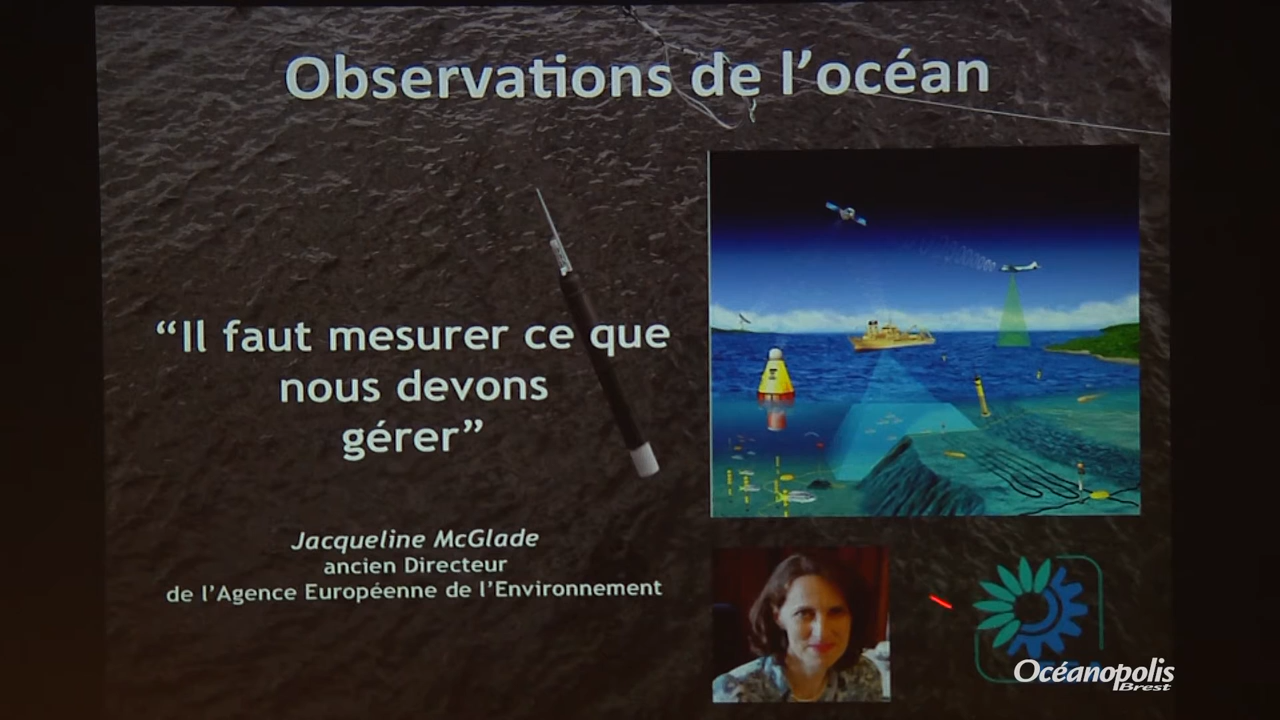 Observations de l’océan
“Il faut mesurer ce que
nous devons
gérer”
Jacqueline McGlade
ancien Directeur
de l’Agence Européenne de l’Environnement
Océanopolis
Brest